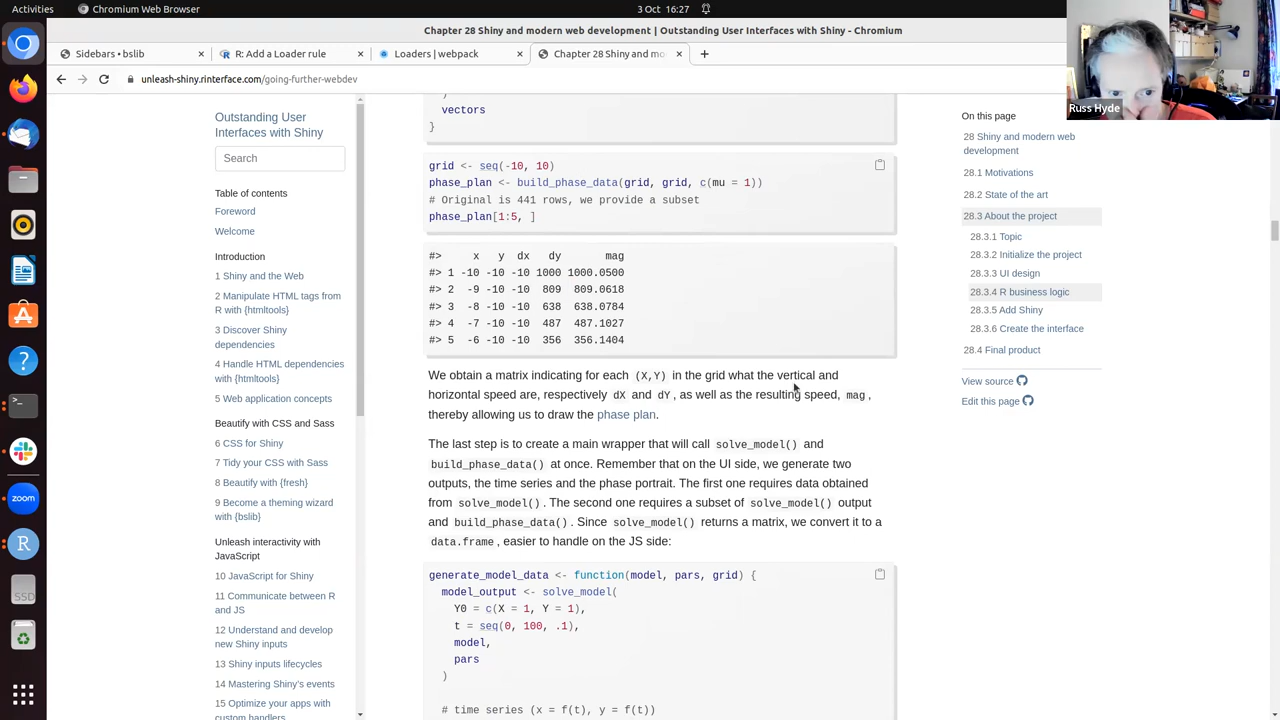 Activities
Chromium Web Browser
3 Oct 16:27
Chapter 28 Shiny and modern web development | Outstanding User Interfaces with Shiny - Chromium
Sidebars • bslib
R: Add a Loader rule
Loaders | webpack
Chapter 28 Shiny and mo
unleash-shiny.rinterface.com/going-further-webdev
Russ Hyde
Outstanding User
Interfaces with Shiny
Search
Table of contents
Foreword
Welcome
Introduction
1 Shiny and the Web
2 Manipulate HTML tags from
R with {htmltools}
3 Discover Shiny
dependencies
4 Handle HTML dependencies
with {htmltools}
5 Web application concepts
Beautify with CSS and Sass
6 CSS for Shiny
7 Tidy your CSS with Sass
8 Beautify with {fresh}
9 Become a theming wizard
with {bslib}
Unleash interactivity with
JavaScript
10 JavaScript for Shiny
11 Communicate between R
and JS
12 Understand and develop
new Shiny inputs
13 Shiny inputs lifecycles
14 Mastering Shiny's events
15 Optimize your apps with
custom handlers
)
vectors
}
grid <- seq(-10, 10)
phase_plan <- build_phase_data(grid, grid, c(mu = 1))
# Original is 441 rows, we provide a subset
phase_plan[1:5, ]
#> x y dx dy mag
#> 1 -10 -10 -10 1000 1000.0500
#> 2 -9 -10 -10 809 809.0618
#> 3 -8 -10 -10 638 638.0784
#> 4 -7 -10 -10 487 487.1027
#> 5 -6 -10 -10 356 356.1404
We obtain a matrix indicating for each (X,Y) in the grid what the vertical and
horizontal speed are, respectively dX and dY, as well as the resulting speed, mag,
thereby allowing us to draw the phase plan.
The last step is to create a main wrapper that will call solve_model() and
build_phase_data() at once. Remember that on the UI side, we generate two
outputs, the time series and the phase portrait. The first one requires data obtained
from solve_model(). The second one requires a subset of solve_model() output
and build_phase_data(). Since solve_model() returns a matrix, we convert it to a
data.frame, easier to handle on the JS side:
generate_model_data <- function(model, pars, grid) {
model_output <- solve_model(
Y0 = c(X = 1, Y = 1),
t = seq(0, 100, .1),
model,
pars
)
# time series (x = f(t), y = f(t))
On this page
28 Shiny and modern web
development
28.1 Motivations
28.2 State of the art
28.3 About the project
28.3.1 Topic
28.3.2 Initialize the project
28.3.3 UI design
28.3.4 R business logic
28.3.5 Add Shiny
28.3.6 Create the interface
28.4 Final product
View source
Edit this page
zoom
SSD